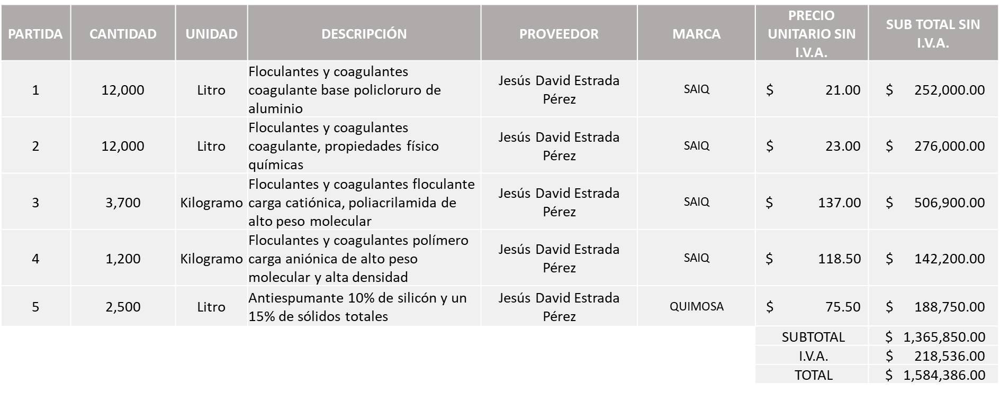 PARTIDA CANTIDAD UNIDAD DESCRIPCIÓN PROVEEDOR MARCA PRECIO UNITARIO SIN I.V.A. SUB TOTAL SIN I.V.A.
1 12,000 Litro Floculantes y coagulantes coagulante base policloruro de aluminio Jesús David Estrada Pérez SAIQ $ 21.00 $ 252,000.00
2 12,000 Litro Floculantes y coagulantes coagulante, propiedades físico químicas Jesús David Estrada Pérez SAIQ $ 23.00 $ 276,000.00
3 3,700 Kilogramo Floculantes y coagulantes floculante carga catiónica, poliacrilamida de alto peso molecular Jesús David Estrada Pérez SAIQ $ 137.00 $ 506,900.00
4 1,200 Kilogramo Floculantes y coagulantes polímero carga aniónica de alto peso molecular y alta densidad Jesús David Estrada Pérez SAIQ $ 118.50 $ 142,200.00
5 2,500 Litro Antiespumante 10% de silicón y un 15% de sólidos totales Jesús David Estrada Pérez QUIMOSA $ 75.50 $ 188,750.00
SUBTOTAL $ 1,365,850.00
I.V.A. $ 218,536.00
TOTAL $ 1,584,386.00